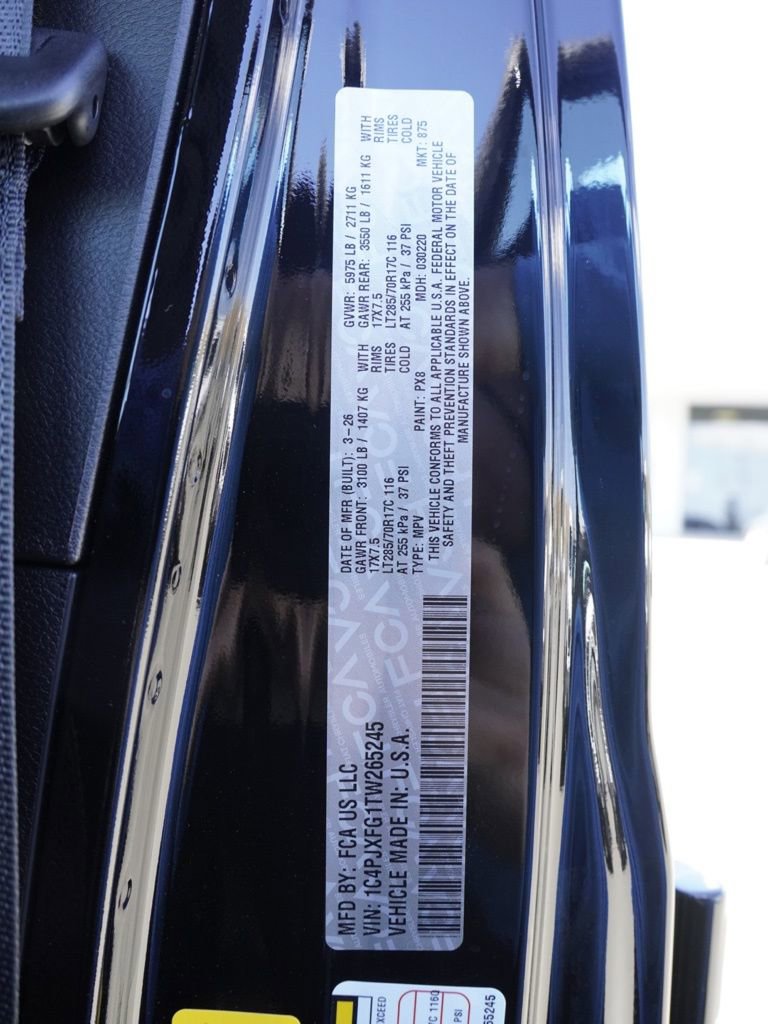 MFD BY: FCA US LLC
VIN: 1C4PJXFG1TW265245
VEHICLE MADE IN: U.S.A.
DATE OF MFR (BUILT): 3-26
GAWR FRONT: 3100 LB / 1407 KG WITH
17X7.5 RIMS
LT285/70R17C 116 TIRES
AT 255 kPa / 37 PSI COLD
TYPE: MPV
PAINT: PX8
GVWR: 5975 LB / 2711 KG
GAWR REAR: 3550 LB / 1611 KG WITH
17X7.5 RIMS
LT285/70R17C 116 TIRES
AT 255 kPa / 37 PSI COLD
MDH: 030220
MKT: 875
THIS VEHICLE CONFORMS TO ALL APPLICABLE U.S.A. FEDERAL MOTOR VEHICLE
SAFETY AND THEFT PREVENTION STANDARDS IN EFFECT ON THE DATE OF
MANUFACTURE SHOWN ABOVE.
FCA
EXCEED
PSI
65245